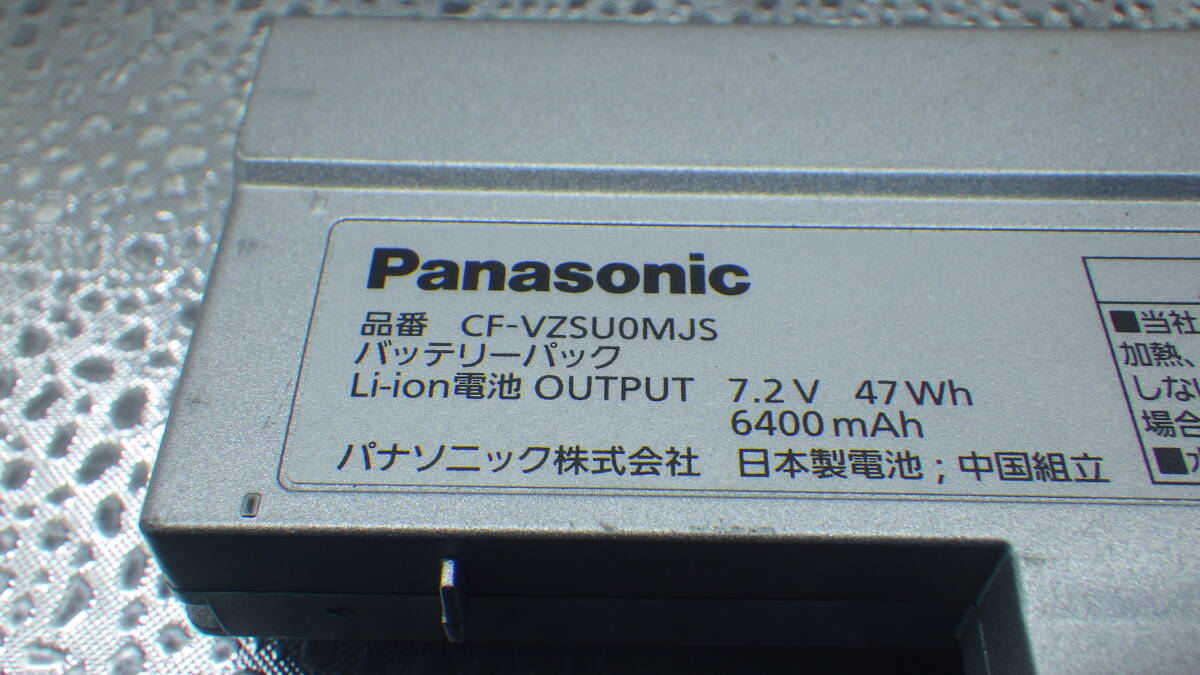 Panasonic
品番 CF-VZSU0MJS
バッテリーパック
Li-ion電池 OUTPUT 7.2V 47Wh
6400mAh
パナソニック株式会社 日本製電池;中国組立
■当社
加熱、
しない
場合
■